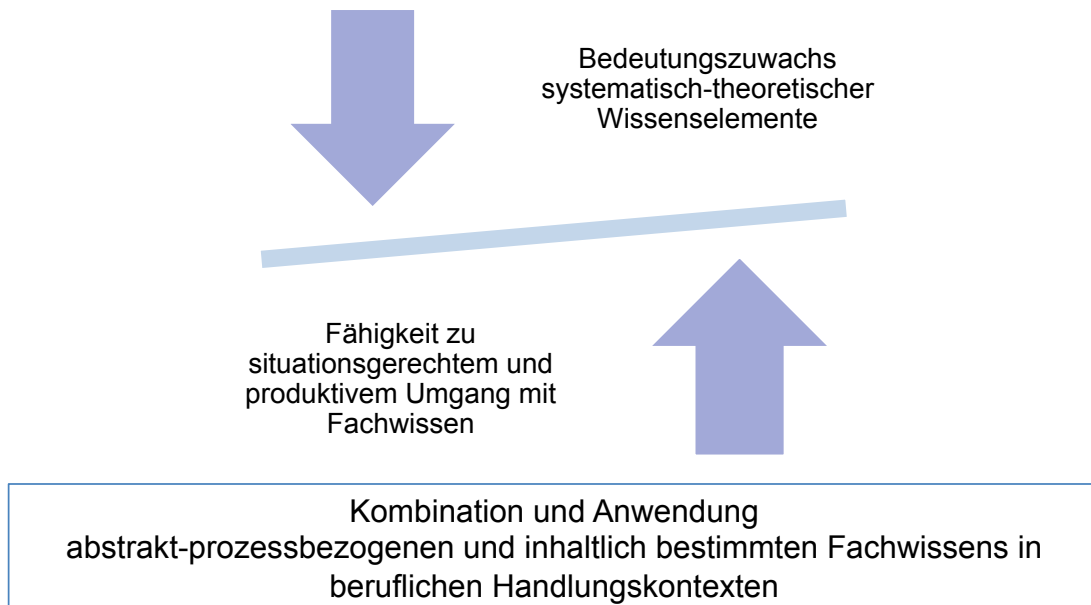 Bedeutungszuwachs
systematisch-theoretischer
Wissenselemente
Fähigkeit zu
situationsgerechtem und
produktivem Umgang mit
Fachwissen
Kombination und Anwendung
abstrakt-prozessbezogenen und inhaltlich bestimmten Fachwissens in
beruflichen Handlungskontexten